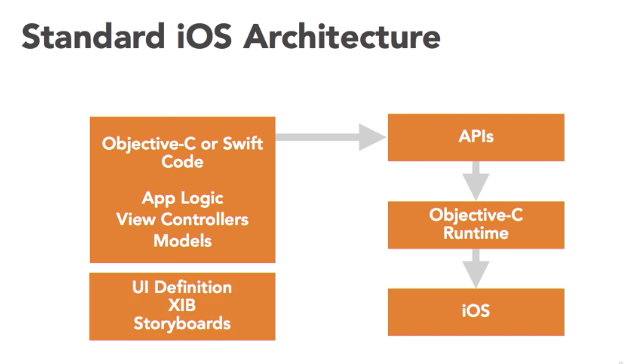 Standard iOS Architecture
Objective-C or Swift
Code
App Logic
View Controllers
Models
UI Definition
XIB
Storyboards
APIs
Objective-C
Runtime
iOS